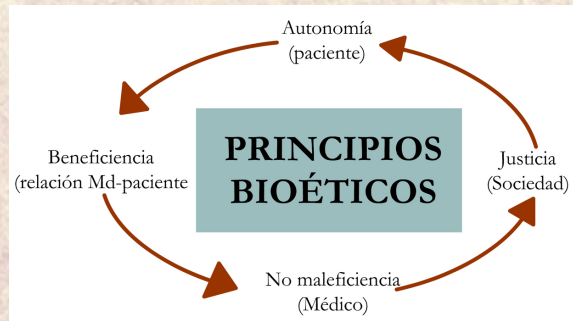 Autonomía
(paciente)
Beneficiencia
(relación Md-paciente
PRINCIPIOS
BIOÉTICOS
Justicia
(Sociedad)
No maleficiencia
(Médico)